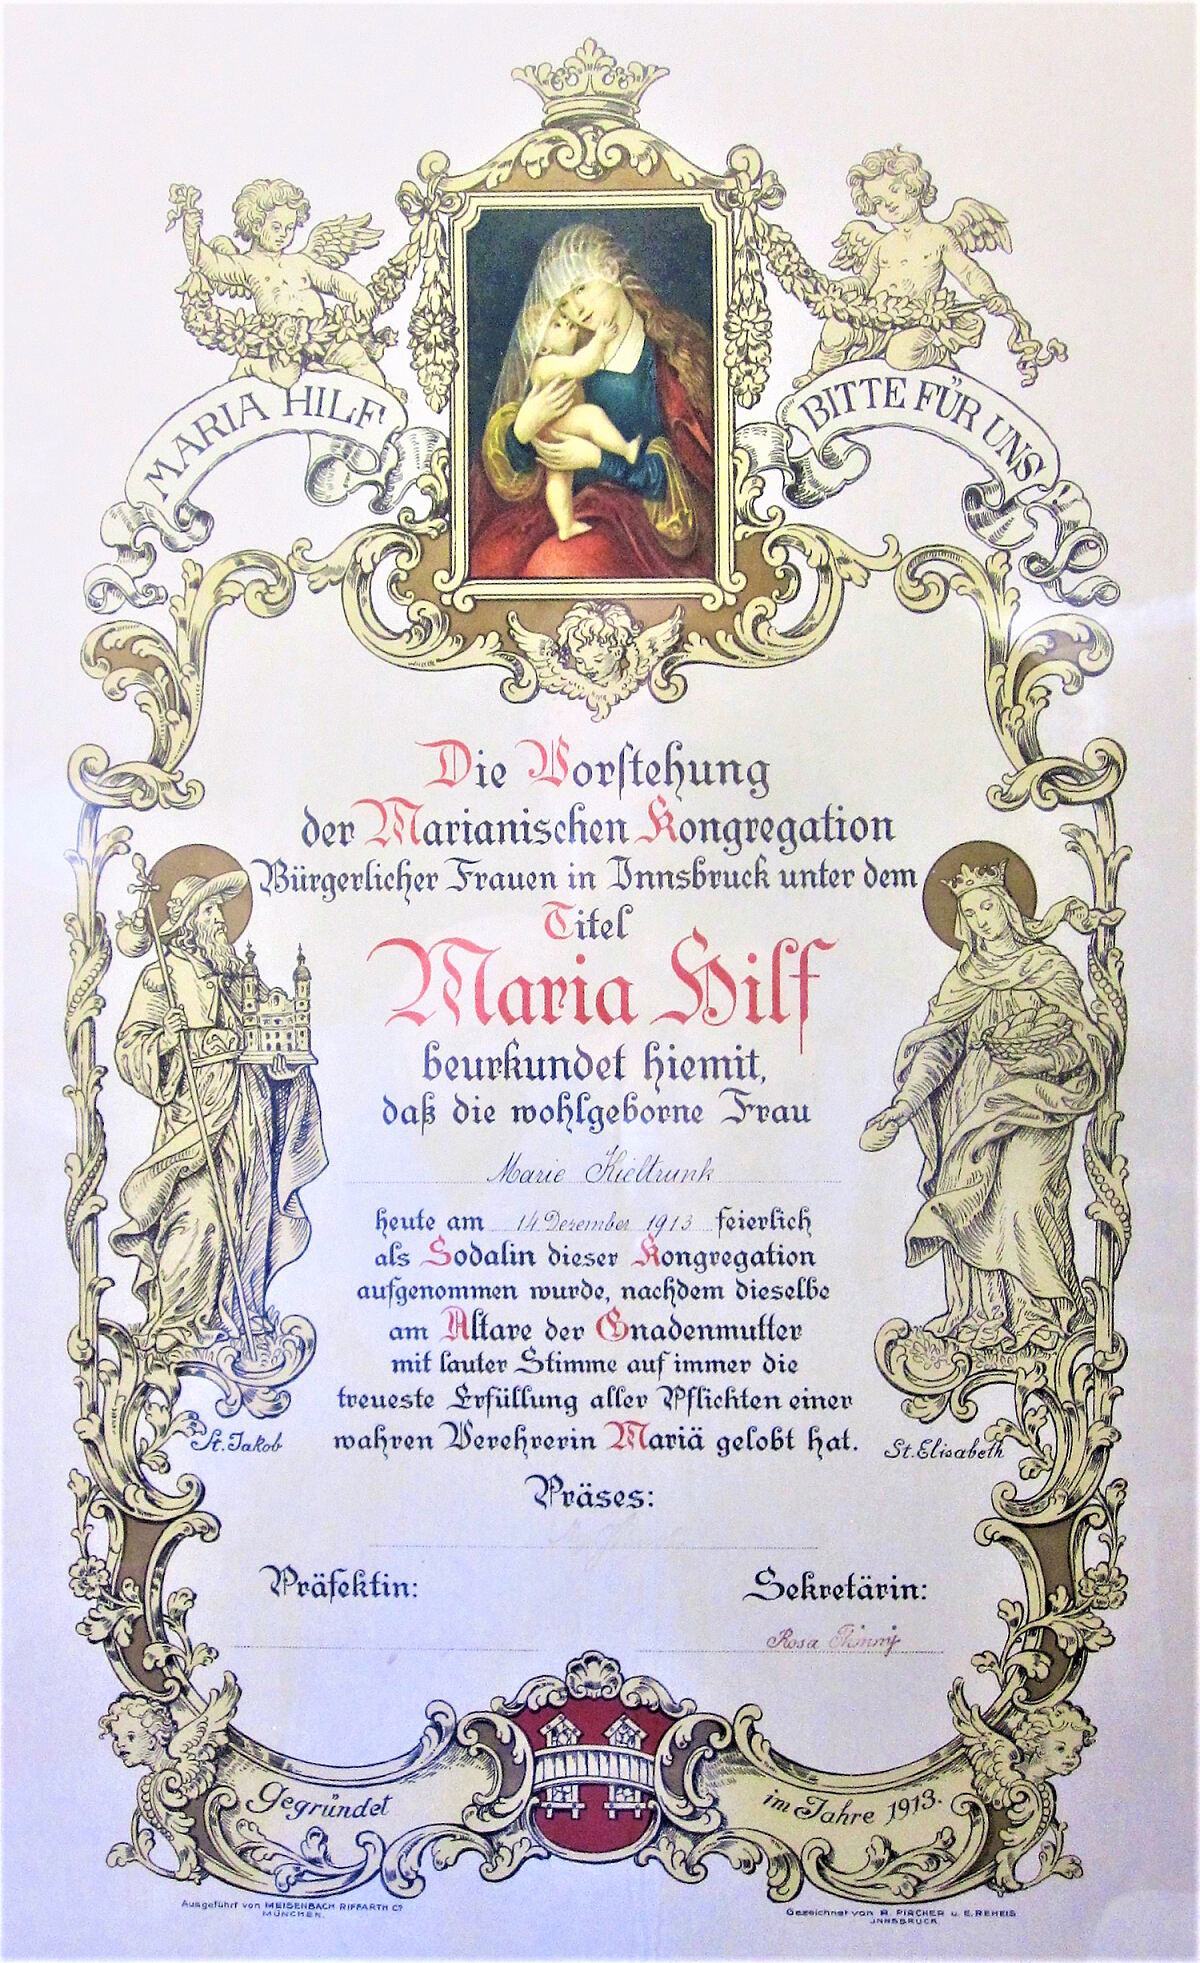 MARIA HILF
BITTE FÜR UNS
Die Vorstehung
der Marianischen Kongregation
Bürgerlicher Frauen in Innsbruck unter dem
Titel
Maria Hilf
beurkundet hiemit,
daß die wohlgeborne Frau
Marie Kieltrunk
heute am 14 Dezember 1913 feierlich
als Sodalin dieser Kongregation
aufgenommen wurde, nachdem dieselbe
am Altare der Gnadenmutter
mit lauter Stimme auf immer die
treueste Erfüllung aller Pflichten einer
wahren Verehrerin Mariä gelobt hat.
St. Jakob
St. Elisabeth
Präses:
Präfektin:
Sekretärin:
Rosa
Gegründet
im Jahre 1913.
Ausgeführt von MEISENBACH RIFFARTH Co
MÜNCHEN.
Gezeichnet von R. PIRCHER u. E. REHEIS
INNSBRUCK.